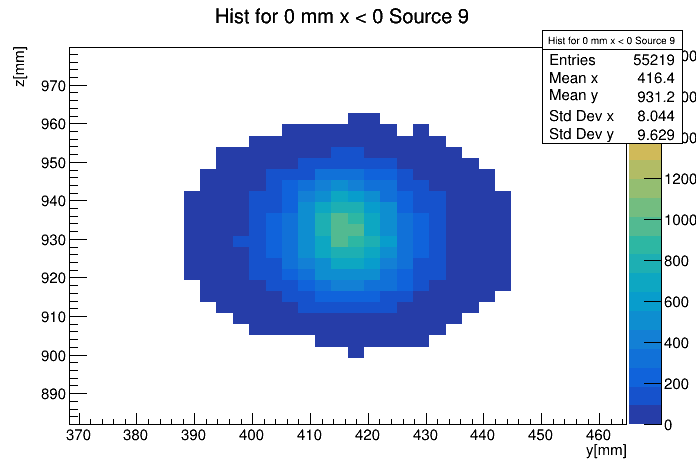 Hist for 0 mm x < 0 Source 9
z[mm]
Hist for 0 mm x < 0 Source 9
Entries 55219
Mean x 416.4
Mean y 931.2
Std Dev x 8.044
Std Dev y 9.629
970
960
950
940
930
920
910
900
890
1200
1000
800
600
400
200
0
370 380 390 400 410 420 430 440 450 460
y[mm]